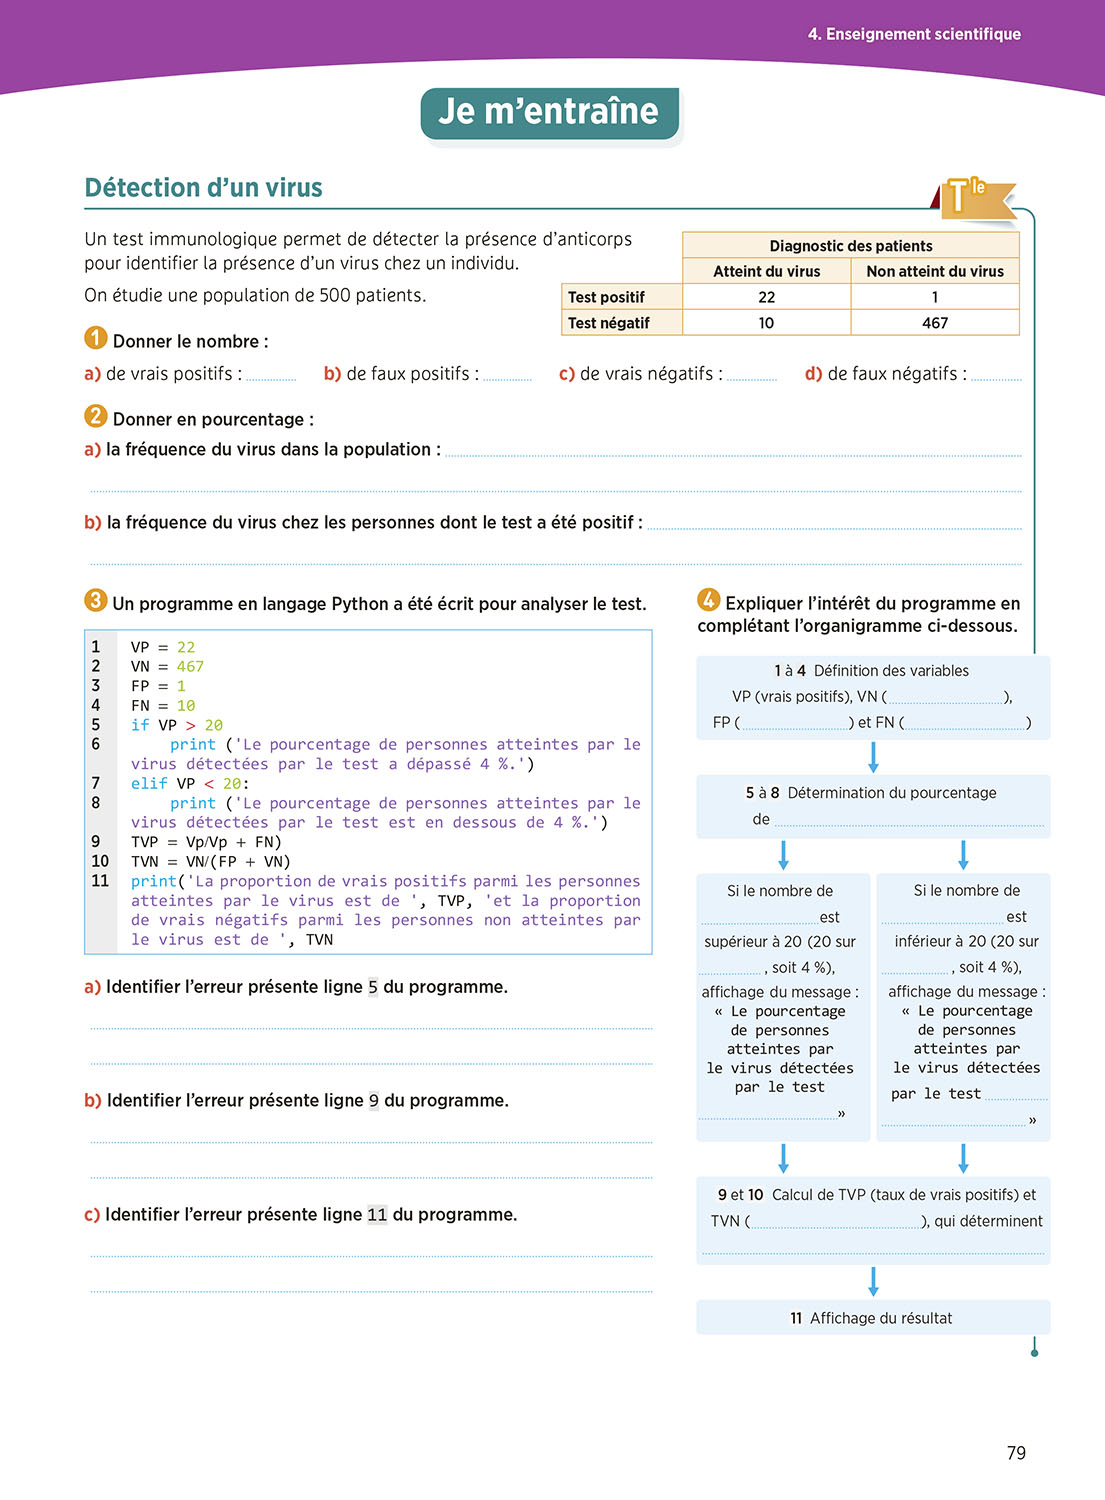 4. Enseignement scientifique
Je m'entraîne
Détection d'un virus
T le
Un test immunologique permet de détecter la présence d'anticorps
pour identifier la présence d'un virus chez un individu.
On étudie une population de 500 patients.
Diagnostic des patients
Atteint du virus Non atteint du virus
Test positif 22 1
Test négatif 10 467
1 Donner le nombre :
a) de vrais positifs : b) de faux positifs : c) de vrais négatifs : d) de faux négatifs :
2 Donner en pourcentage :
a) la fréquence du virus dans la population :
b) la fréquence du virus chez les personnes dont le test a été positif :
3 Un programme en langage Python a été écrit pour analyser le test.
1 VP = 22
2 VN = 467
3 FP = 1
4 FN = 10
5 if VP > 20
6 print ('Le pourcentage de personnes atteintes par le
virus détectées par le test a dépassé 4 %.')
7 elif VP < 20:
8 print ('Le pourcentage de personnes atteintes par le
virus détectées par le test est en dessous de 4 %.')
9 TVP = Vp/Vp + FN)
10 TVN = VN/(FP + VN)
11 print('La proportion de vrais positifs parmi les personnes
atteintes par le virus est de ', TVP, 'et la proportion
de vrais négatifs parmi les personnes non atteintes par
le virus est de ', TVN
a) Identifier l'erreur présente ligne 5 du programme.
b) Identifier l'erreur présente ligne 9 du programme.
c) Identifier l'erreur présente ligne 11 du programme.
4 Expliquer l'intérêt du programme en
complétant l'organigramme ci-dessous.
1 à 4 Définition des variables
VP (vrais positifs), VN ( ),
FP ( ) et FN ( )
5 à 8 Détermination du pourcentage
de
Si le nombre de
est
supérieur à 20 (20 sur
, soit 4 %),
affichage du message :
« Le pourcentage
de personnes
atteintes par
le virus détectées
par le test
»
Si le nombre de
est
inférieur à 20 (20 sur
, soit 4 %),
affichage du message :
« Le pourcentage
de personnes
atteintes par
le virus détectées
par le test
»
9 et 10 Calcul de TVP (taux de vrais positifs) et
TVN ( ), qui déterminent
11 Affichage du résultat
79